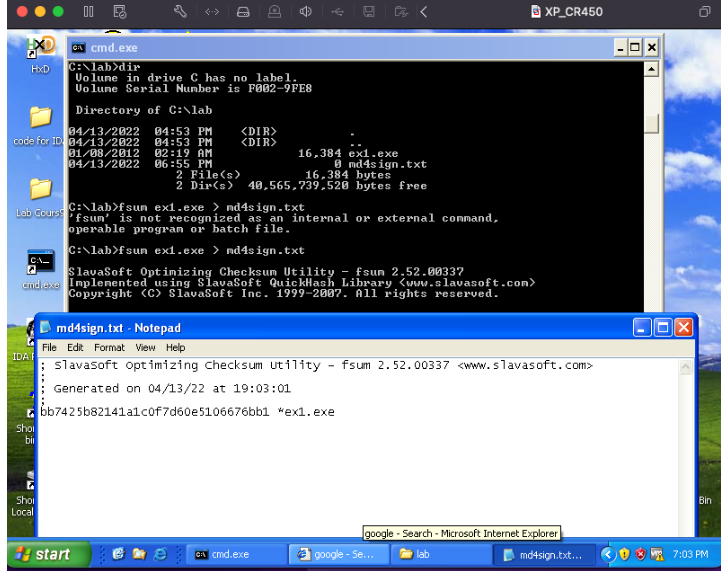 XP_CR450
HxD
cmd.exe
C:\lab>dir
Volume in drive C has no label.
Volume Serial Number is F002-9FE8
Directory of C:\lab
code for ID
04/13/2022 04:53 PM <DIR> .
04/13/2022 04:53 PM <DIR> ..
01/08/2012 02:19 AM 16,384 ex1.exe
04/13/2022 06:55 PM 0 md4sign.txt
2 File(s) 16,384 bytes
2 Dir(s) 40,565,739,520 bytes free
C:\lab>fsum ex1.exe > md4sign.txt
'fsum' is not recognized as an internal or external command,
operable program or batch file.
Lab Cours
C:\lab>fsum ex1.exe > md4sign.txt
SlavaSoft Optimizing Checksum Utility - fsum 2.52.00337
Implemented using SlavaSoft QuickHash Library <www.slavasoft.com>
Copyright (C) SlavaSoft Inc. 1999-2007. All rights reserved.
cmd.exe
md4sign.txt - Notepad
File Edit Format View Help
; SlavaSoft Optimizing Checksum Utility - fsum 2.52.00337 <www.slavasoft.com>
;
; Generated on 04/13/22 at 19:03:01
;
bb7425b82141a1c0f7d60e5106676bb1 *ex1.exe
IDA
Sho
bi
Sho
Local
Bin
google - Search - Microsoft Internet Explorer
start
cmd.exe
google - Se...
lab
md4sign.txt...
7:03 PM